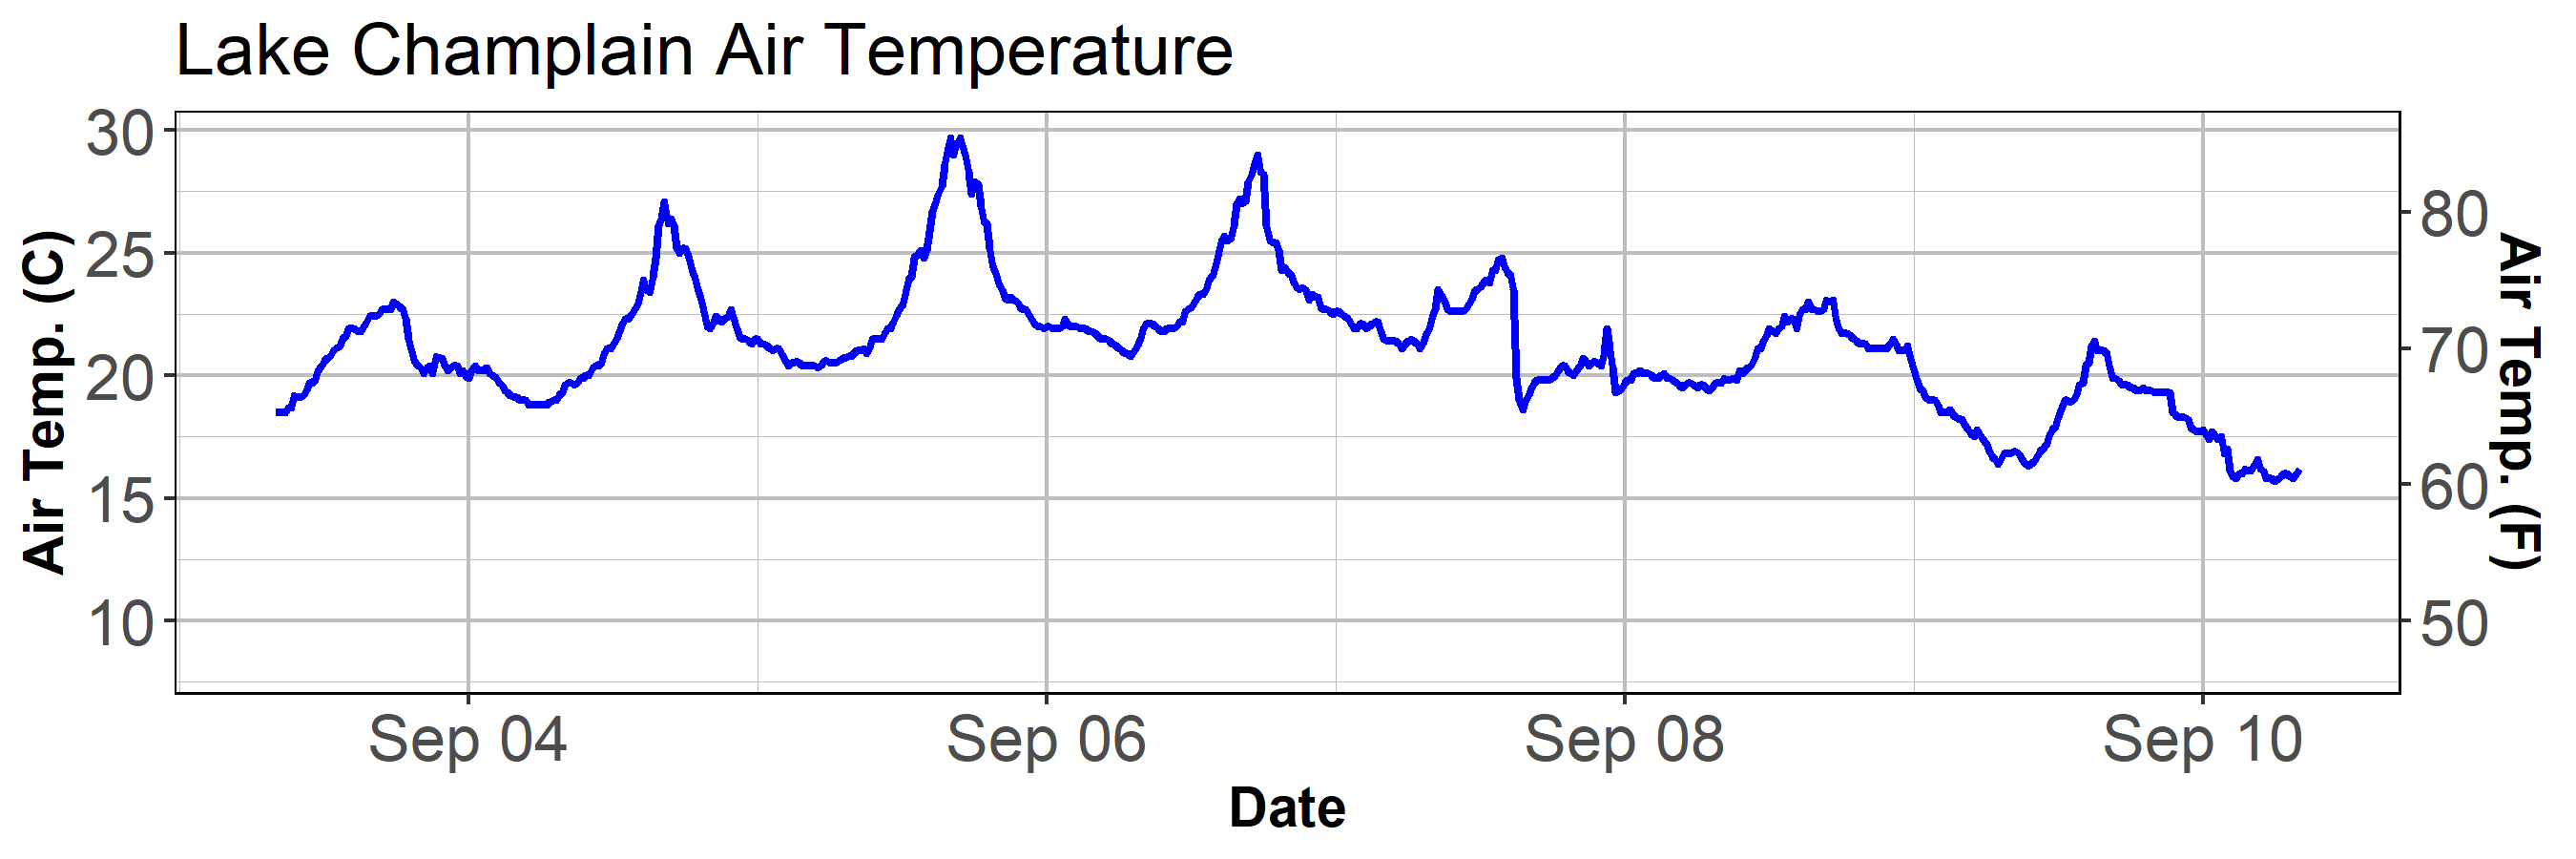 Lake Champlain Air Temperature
30
25
20
15
10
Air Temp. (C)
80
70
60
50
Air Temp. (F)
Sep 04 Sep 06 Sep 08 Sep 10
Date